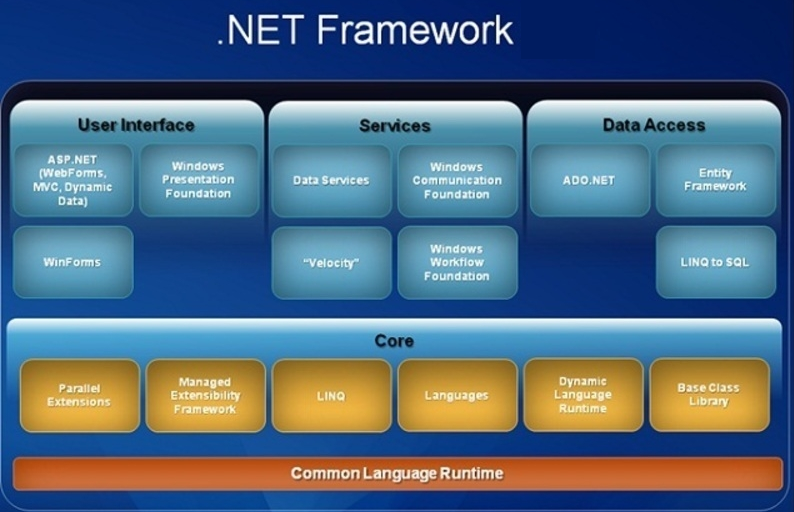 .NET Framework
User Interface
ASP.NET
(WebForms,
MVC, Dynamic
Data)
Windows
Presentation
Foundation
WinForms
Services
Data Services
Windows
Communication
Foundation
"Velocity"
Windows
Workflow
Foundation
Data Access
ADO.NET
Entity
Framework
LINQ to SQL
Core
Parallel
Extensions
Managed
Extensibility
Framework
LINQ
Languages
Dynamic
Language
Runtime
Base Class
Library
Common Language Runtime